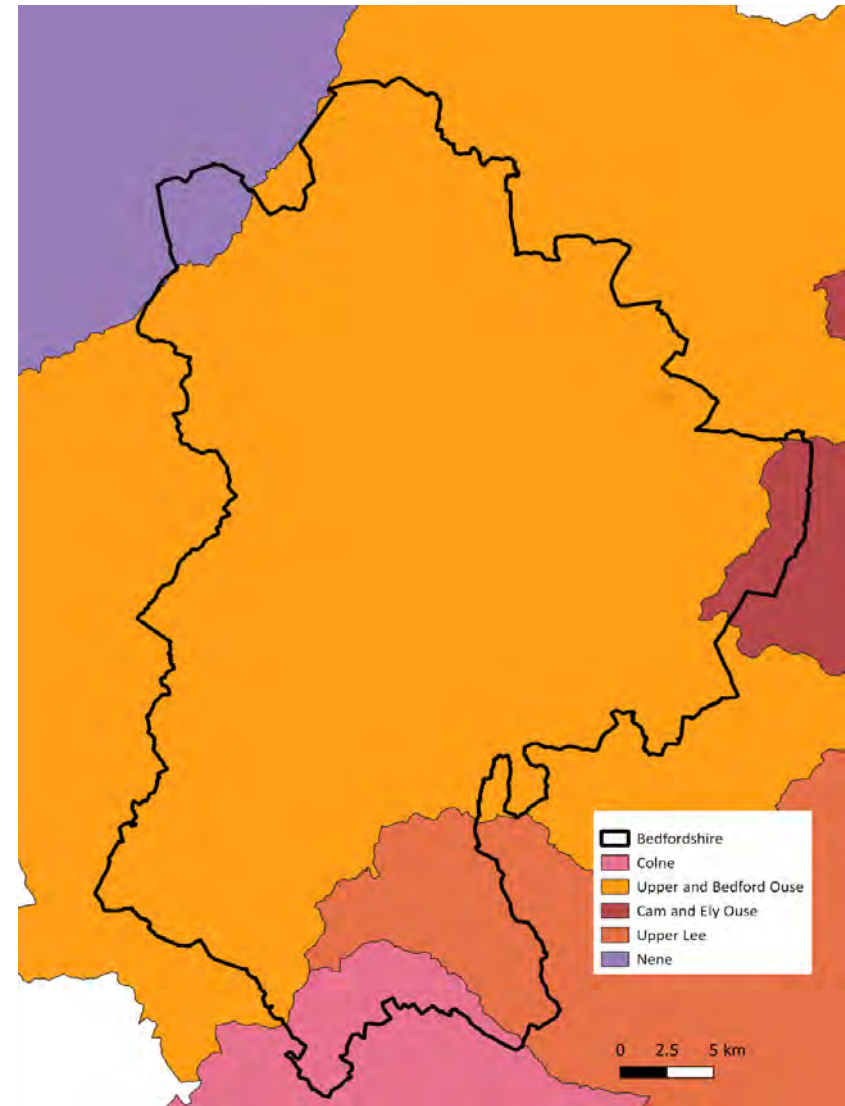 Bedfordshire
Colne
Upper and Bedford Ouse
Cam and Ely Ouse
Upper Lee
Nene
0 2.5 5 km